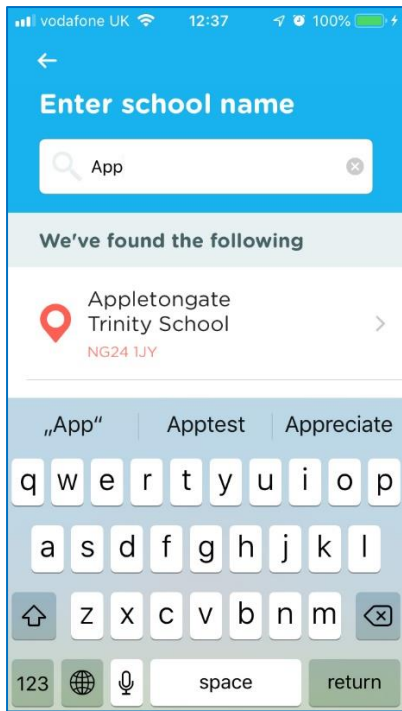 vodafone UK 12:37 100%
Enter school name
App
We've found the following
Appletongate
Trinity School
NG24 1JY
„App“ Apptest Appreciate
q w e r t y u i o p
a s d f g h j k l
z x c v b n m
123 space return